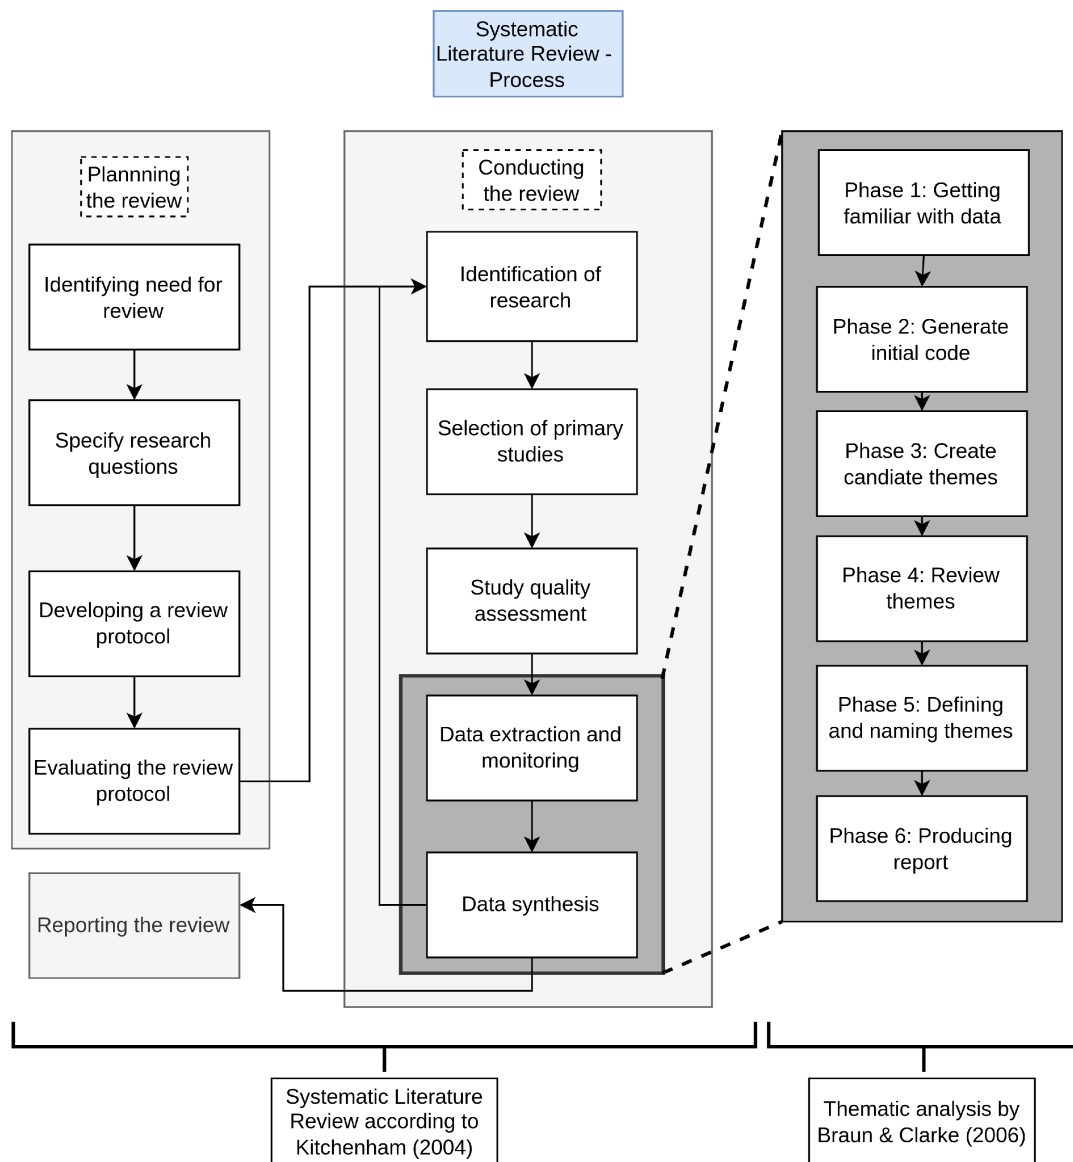 Systematic
Literature Review -
Process
Plannning
the review
Identifying need for
review
Specify research
questions
Developing a review
protocol
Evaluating the review
protocol
Reporting the review
Conducting
the review
Identification of
research
Selection of primary
studies
Study quality
assessment
Data extraction and
monitoring
Data synthesis
Phase 1: Getting
familiar with data
Phase 2: Generate
initial code
Phase 3: Create
candiate themes
Phase 4: Review
themes
Phase 5: Defining
and naming themes
Phase 6: Producing
report
Systematic Literature
Review according to
Kitchenham (2004)
Thematic analysis by
Braun & Clarke (2006)